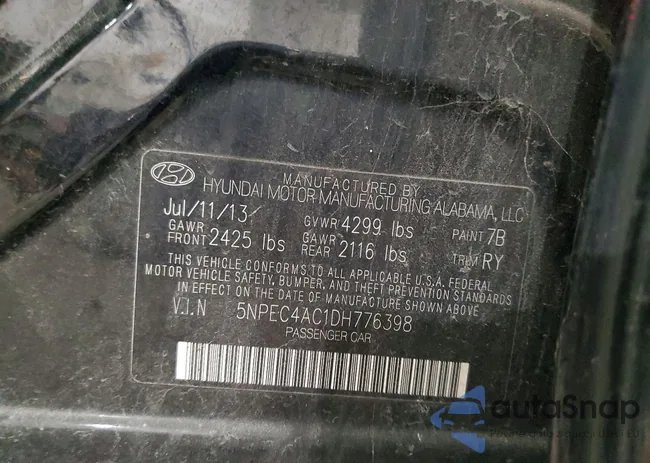 MANUFACTURED BY
HYUNDAI MOTOR MANUFACTURING ALABAMA, LLC
Jul/11/13 GVWR 4299 lbs PAINT 7B
GAWR FRONT 2425 lbs GAWR REAR 2116 lbs TRIM RY
THIS VEHICLE CONFORMS TO ALL APPLICABLE U.S.A. FEDERAL
MOTOR VEHICLE SAFETY, BUMPER, AND THEFT PREVENTION STANDARDS
IN EFFECT ON THE DATE OF MANUFACTURE SHOWN ABOVE
V.I.N 5NPEC4AC1DH776398
PASSENGER CAR
autoSnap